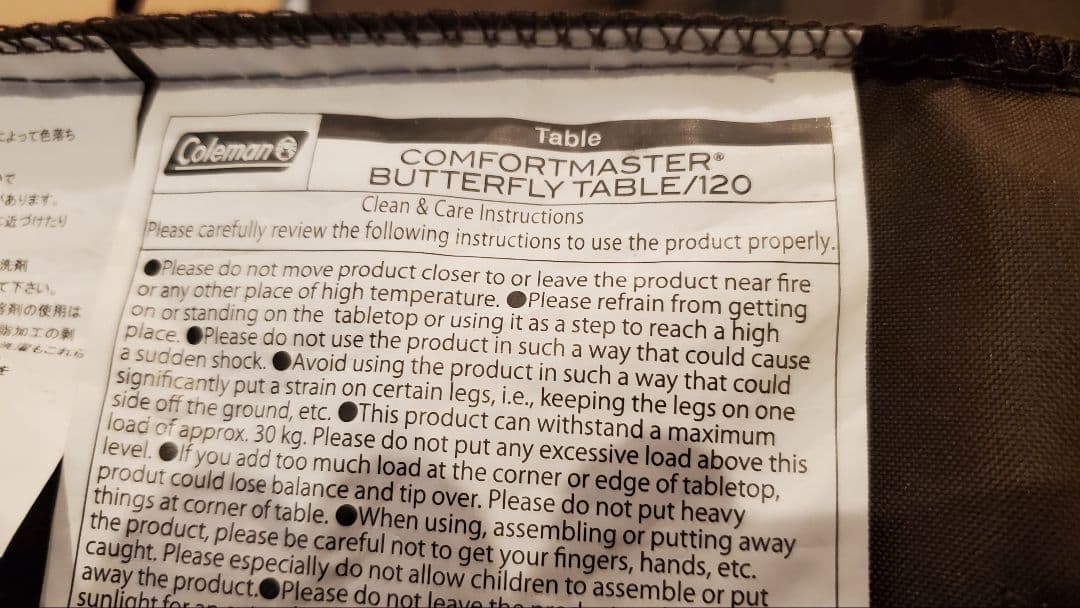 によって色落ち
いて
があります。
に近づけたり
洗剤
て下さい。
溶剤の使用は
脂加工の剥
Coleman
Table
COMFORTMASTER®
BUTTERFLY TABLE/120
Clean & Care Instructions
Please carefully review the following instructions to use the product properly.
●Please do not move product closer to or leave the product near fire
or any other place of high temperature. ●Please refrain from getting
on or standing on the tabletop or using it as a step to reach a high
place. ●Please do not use the product in such a way that could cause
a sudden shock. ●Avoid using the product in such a way that could
significantly put a strain on certain legs, i.e., keeping the legs on one
side off the ground, etc. ●This product can withstand a maximum
load of approx. 30 kg. Please do not put any excessive load above this
level. ●If you add too much load at the corner or edge of tabletop,
produt could lose balance and tip over. Please do not put heavy
things at corner of table. ●When using, assembling or putting away
the product, please be careful not to get your fingers, hands, etc.
caught. Please especially do not allow children to assemble or put
away the product.●Please do not leave the
sunlight for